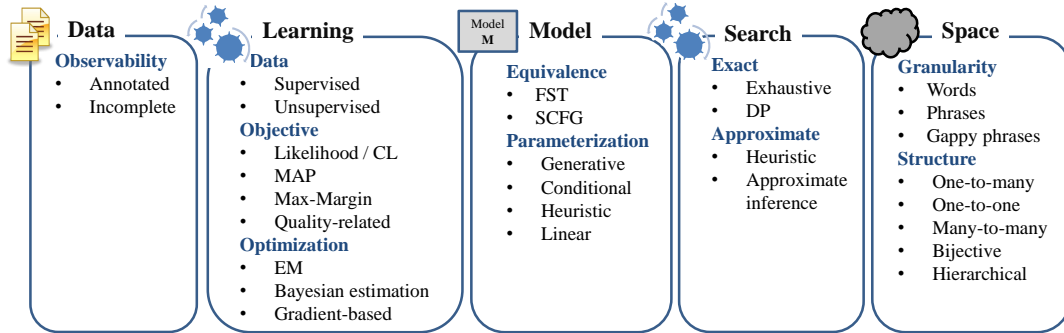 Data
Observability
• Annotated
• Incomplete
Learning
Data
• Supervised
• Unsupervised
Objective
• Likelihood / CL
• MAP
• Max-Margin
• Quality-related
Optimization
• EM
• Bayesian estimation
• Gradient-based
Model
M
Model
Equivalence
• FST
• SCFG
Parameterization
• Generative
• Conditional
• Heuristic
• Linear
Search
Exact
• Exhaustive
• DP
Approximate
• Heuristic
• Approximate
inference
Space
Granularity
• Words
• Phrases
• Gappy phrases
Structure
• One-to-many
• One-to-one
• Many-to-many
• Bijective
• Hierarchical